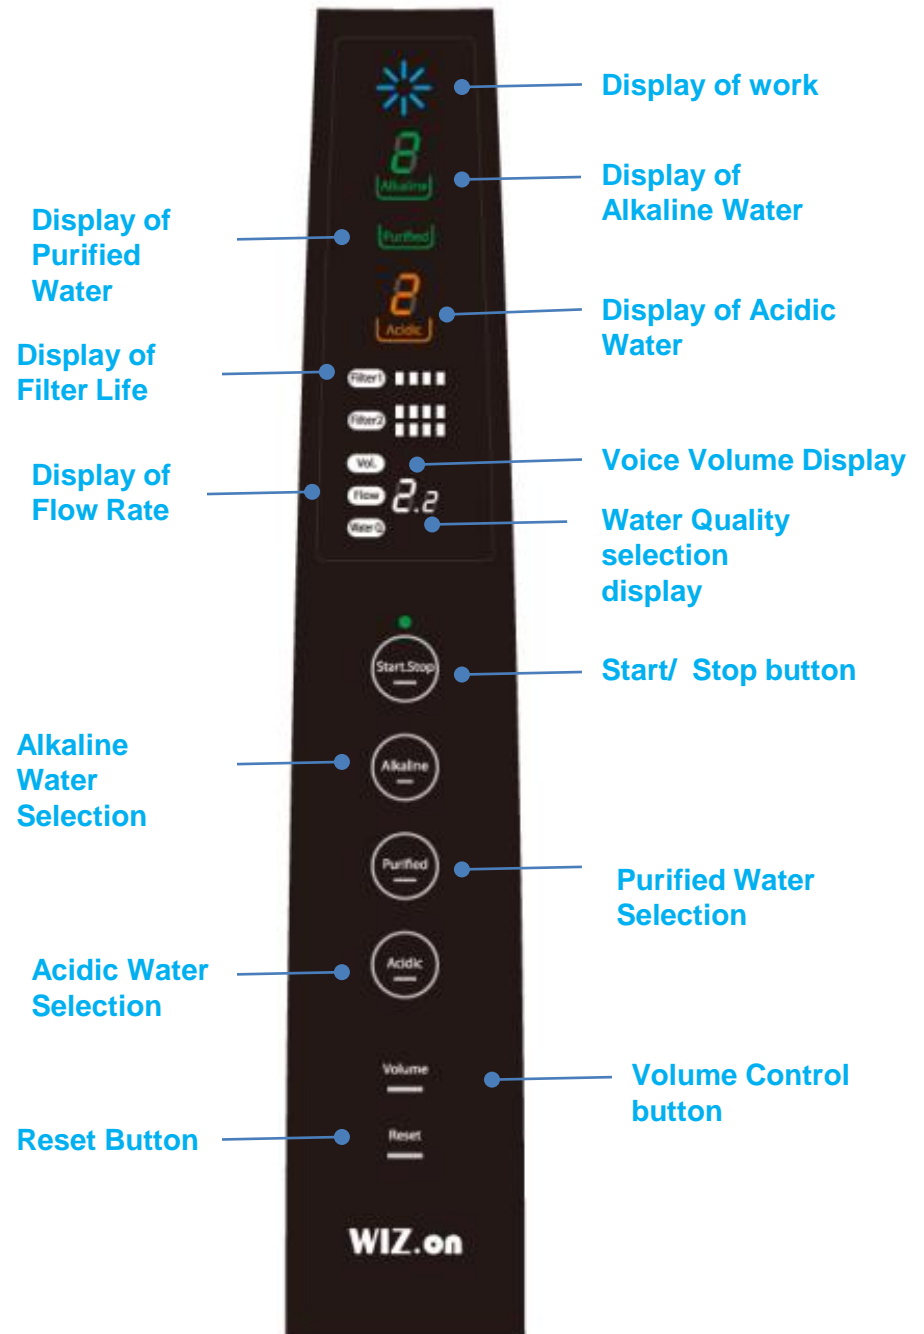 Display of work
Alkaline
Display of
Alkaline Water
Display of
Purified
Water
Purified
2
Acidic
Display of Acidic
Water
Display of
Filter Life
Filter1
Filter2
Vol.
Voice Volume Display
Display of
Flow Rate
Flow
2.2
Water Q.
Water Quality
selection
display
Start.Stop
Start/ Stop button
Alkaline
Water
Selection
Alkaline
Purified
Purified Water
Selection
Acidic Water
Selection
Acidic
Volume
Volume Control
button
Reset Button
Reset
WIZ.on